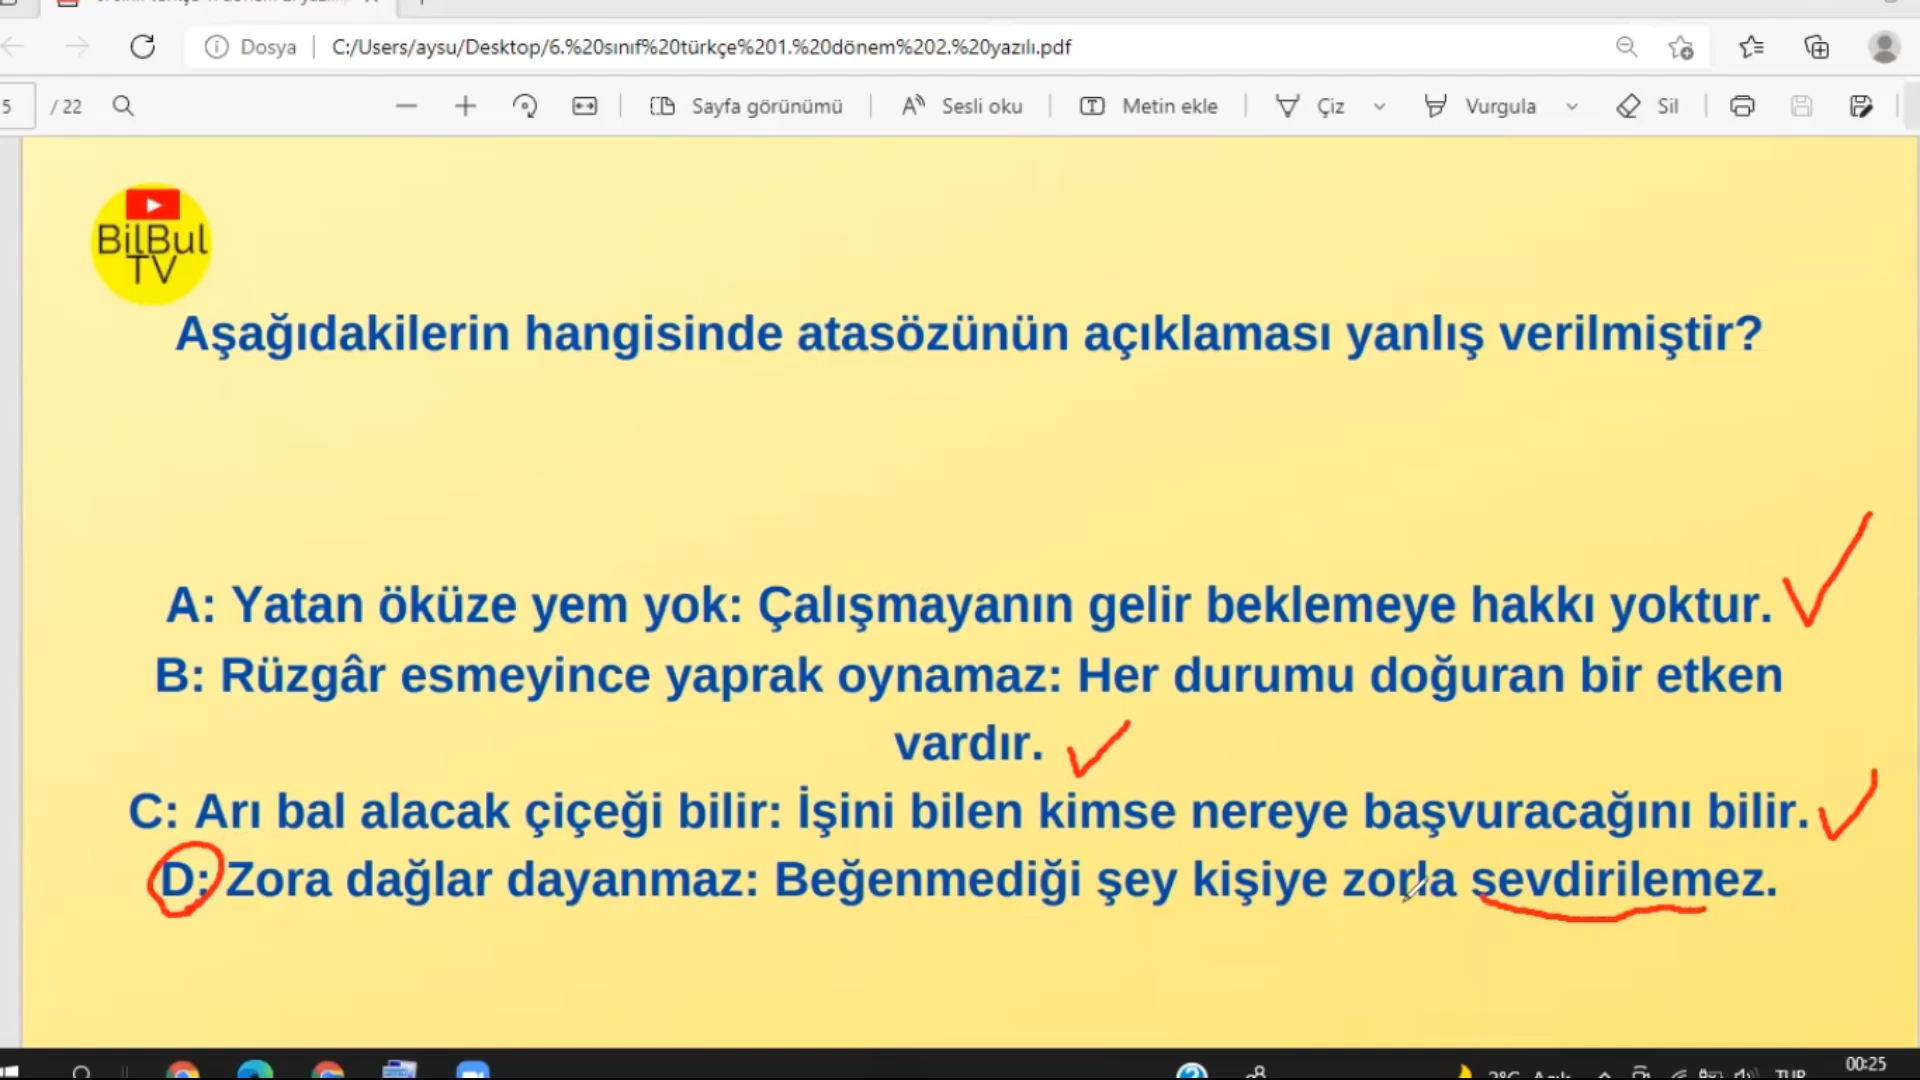 Dosya
C:/Users/aysu/Desktop/6.%20sınıf%20türkçe%201.%20dönem%202.%20yazılı.pdf
5 / 22
Sayfa görünümü
Sesli oku
Metin ekle
Çiz
Vurgula
Sil
BilBul
TV
Aşağıdakilerin hangisinde atasözünün açıklaması yanlış verilmiştir?
A: Yatan öküze yem yok: Çalışmayanın gelir beklemeye hakkı yoktur.
B: Rüzgâr esmeyince yaprak oynamaz: Her durumu doğuran bir etken
vardır.
C: Arı bal alacak çiçeği bilir: İşini bilen kimse nereye başvuracağını bilir.
D: Zora dağlar dayanmaz: Beğenmediği şey kişiye zorla sevdirilemez.
00:25